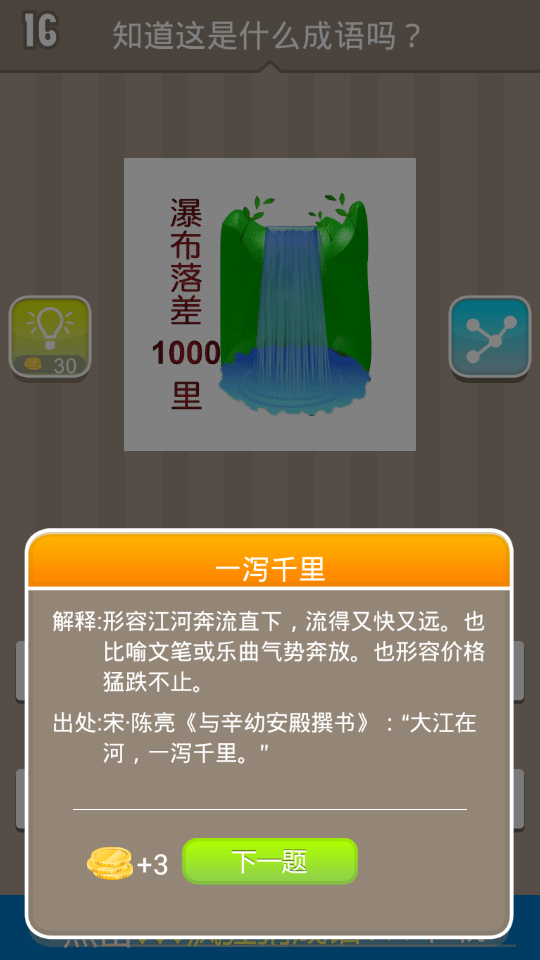 16
知道这是什么成语吗？
瀑布落差
1000
里
30
一泻千里
解释:形容江河奔流直下，流得又快又远。也
比喻文笔或乐曲气势奔放。也形容价格
猛跌不止。
出处:宋·陈亮《与辛幼安殿撰书》：“大江在
河，一泻千里。”
+3
下一题